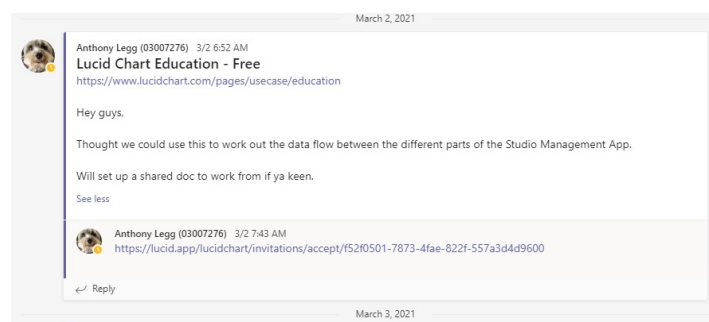 March 2, 2021
Anthony Legg (03007276) 3/2 6:52 AM
Lucid Chart Education - Free
https://www.lucidchart.com/pages/usecase/education
Hey guys,
Thought we could use this to work out the data flow between the different parts of the Studio Management App.
Will set up a shared doc to work from if ya keen.
See less
Anthony Legg (03007276) 3/2 7:43 AM
https://lucid.app/lucidchart/invitations/accept/f52f0501-7873-4fae-822f-557a3d4d9600
Reply
March 3, 2021